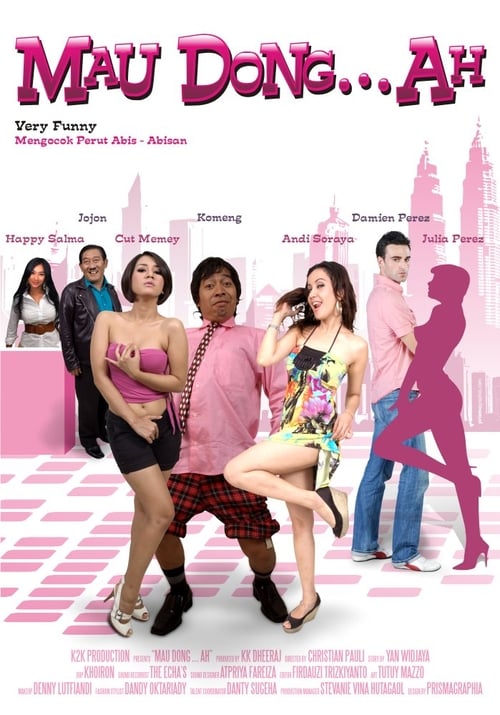 MAU DONG... AH
Very Funny
Mengocok Perut Abis - Abisan
Jojon Komeng Damien Perez
Happy Salma Cut Memey Andi Soraya Julia Perez
K2K PRODUCTION PRESENTS "MAU DONG ... AH" PRODUCED BY KK DHEERAJ DIRECTED BY CHRISTIAN PAULI STORY BY YAN WIDJAYA
DOP KHOIRON SOUND RECORDIST THE ECHA'S SOUND DESIGNER ATPRIYA FAREIZA EDITOR FIRDAUZI TRIZKIYANTO ART TUTUY MAZZO
MAKE UP DENNY LUTFIANDI FASHION STYLIST DANDY OKTARIADY TALENT COORDINATOR DANTY SUGEHA PRODUCTION MANAGER STEVANIE VINA HUTAGAOL DESIGN BY PRISMAGRAPHIA